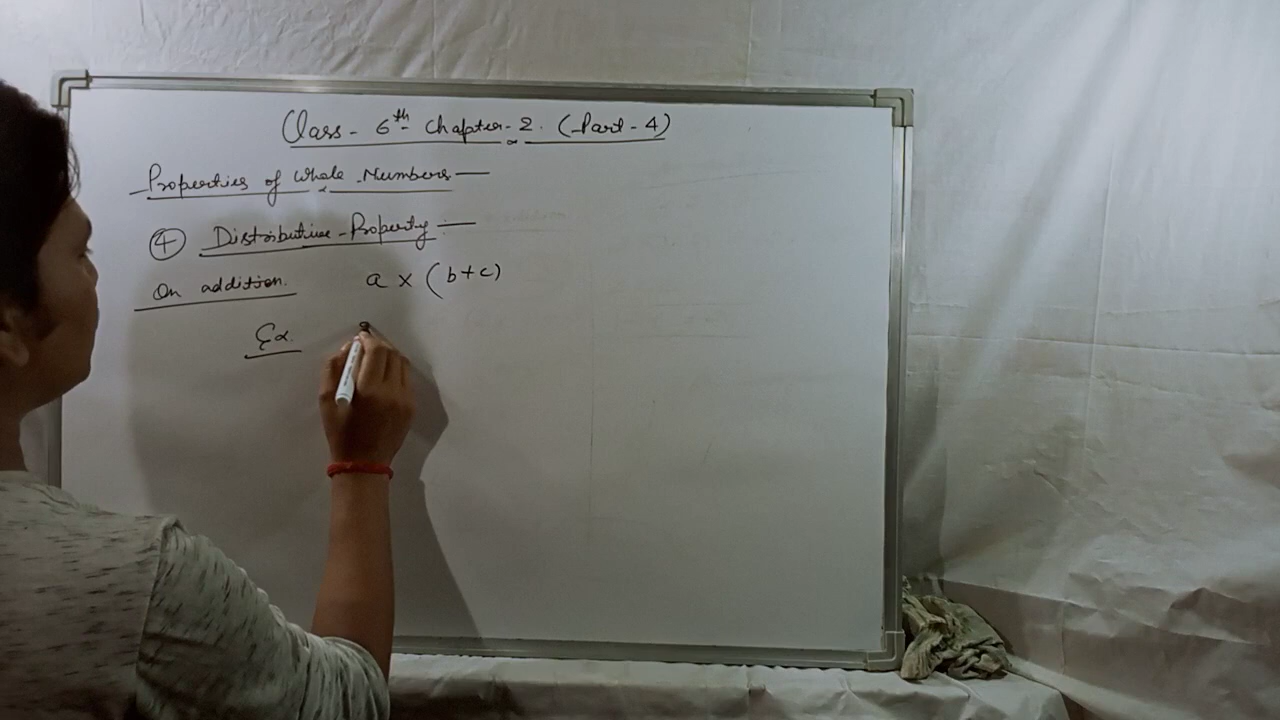 Class - 6th Chapter - 2. (Part - 4)
Properties of Whole Numbers —
④ Distributive Property —
On addition. a × (b+c)
Ex.